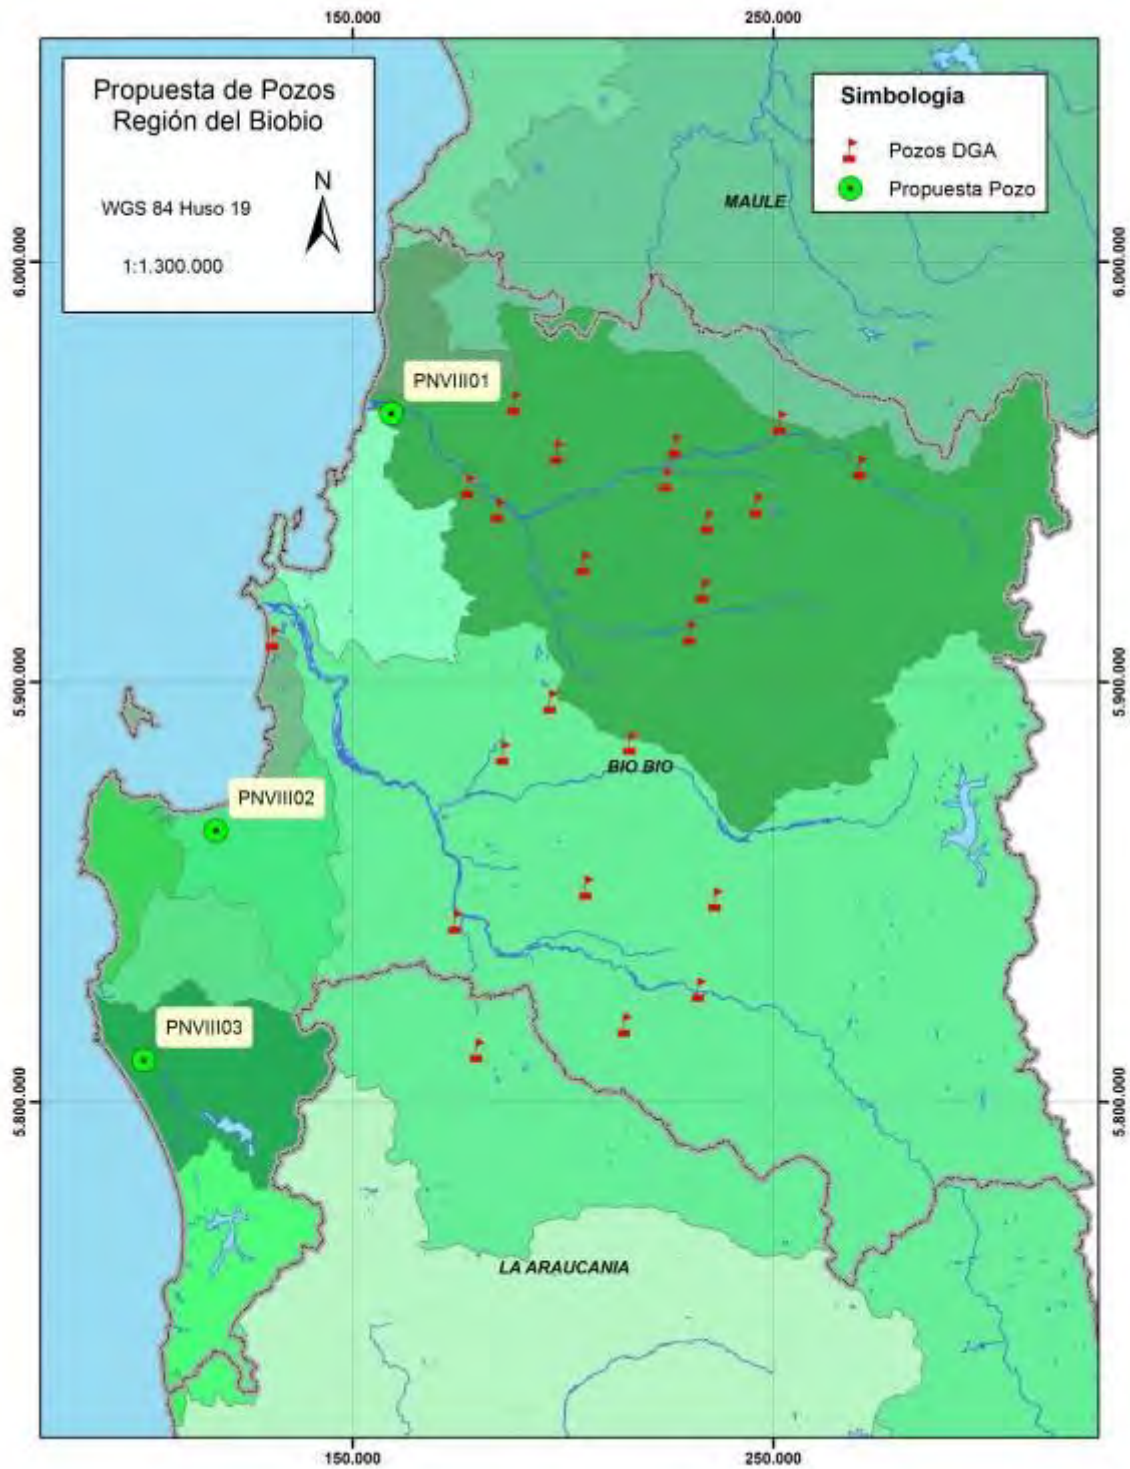 150.000
250.000
Propuesta de Pozos
Región del Biobio
N
WGS 84 Huso 19
1:1.300.000
Simbologia
Pozos DGA
Propuesta Pozo
MAULE
6.000.000
6.000.000
PNVIII01
5.900.000
5.900.000
BIO BIO
PNVIII02
PNVIII03
5.800.000
5.800.000
LA ARAUCANIA
150.000
250.000